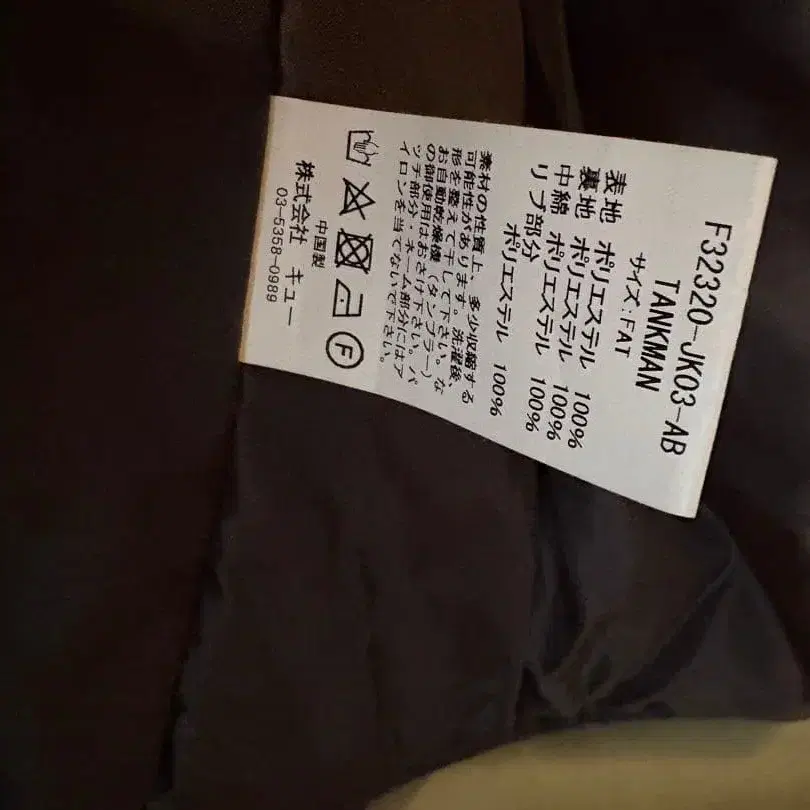 F32320-JK03-AB
TANKMAN
サイズ:FAT
表地 ポリエステル 100%
裏地 ポリエステル 100%
中綿 ポリエステル 100%
リブ部分
ポリエステル 100%
素材の性質上、多少収縮する
可能性があります。洗濯後、
形を整えて干して下さい。な
お自動乾燥機(タンブラー)
の御使用はおさけ下さい。パ
ッチ部分・ネーム部分にはア
イロンを当てないで下さい。
F
中国製
株式会社 キュー
03-5358-0989